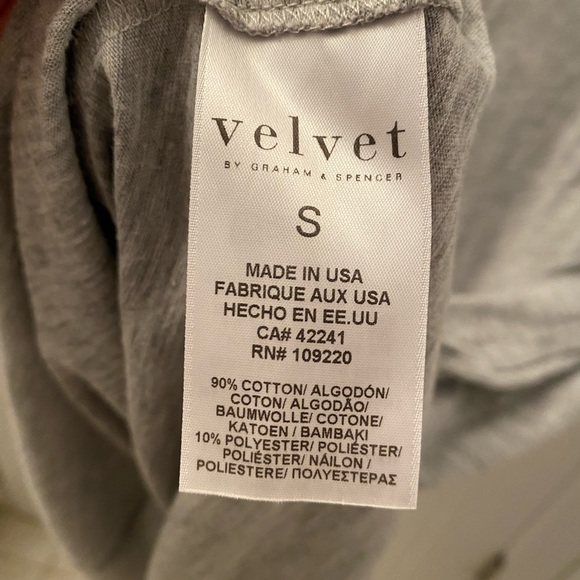 velvet
BY GRAHAM & SPENCER
S
MADE IN USA
FABRIQUE AUX USA
HECHO EN EE.UU
CA# 42241
RN# 109220
90% COTTON/ ALGODÓN/
COTON/ ALGODÃO/
BAUMWOLLE/ COTONE/
KATOEN/ BAMBAKI
10% POLYESTER/ POLIÉSTER/
POLIÉSTER/ NÁILON /
POLIESTERE/ ΠΟΛΥΕΣΤΕΡΑΣ